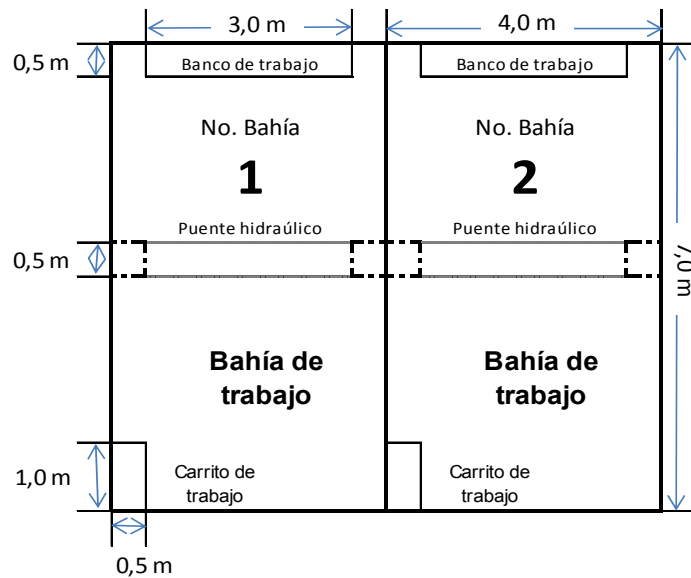 3,0 m
4,0 m
0,5 m
Banco de trabajo
Banco de trabajo
No. Bahía
No. Bahía
1
2
Puente hidraúlico
Puente hidraúlico
0,5 m
7,0 m
Bahía de
trabajo
Bahía de
trabajo
1,0 m
Carrito de
trabajo
Carrito de
trabajo
0,5 m